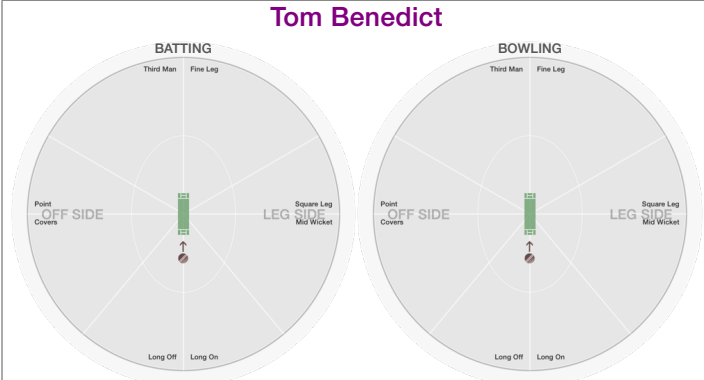 Tom Benedict
BATTING
Third Man Fine Leg
Point
OFF SIDE
Covers
Square Leg
LEG SIDE
Mid Wicket
Long Off Long On
BOWLING
Third Man Fine Leg
Point
OFF SIDE
Covers
Square Leg
LEG SIDE
Mid Wicket
Long Off Long On